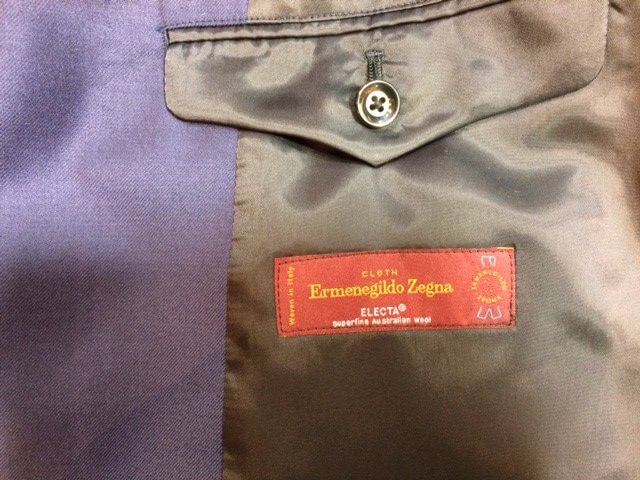 Woven in Italy
CLOTH
Ermenegildo Zegna
ELECTA®
Superfine Australian Wool